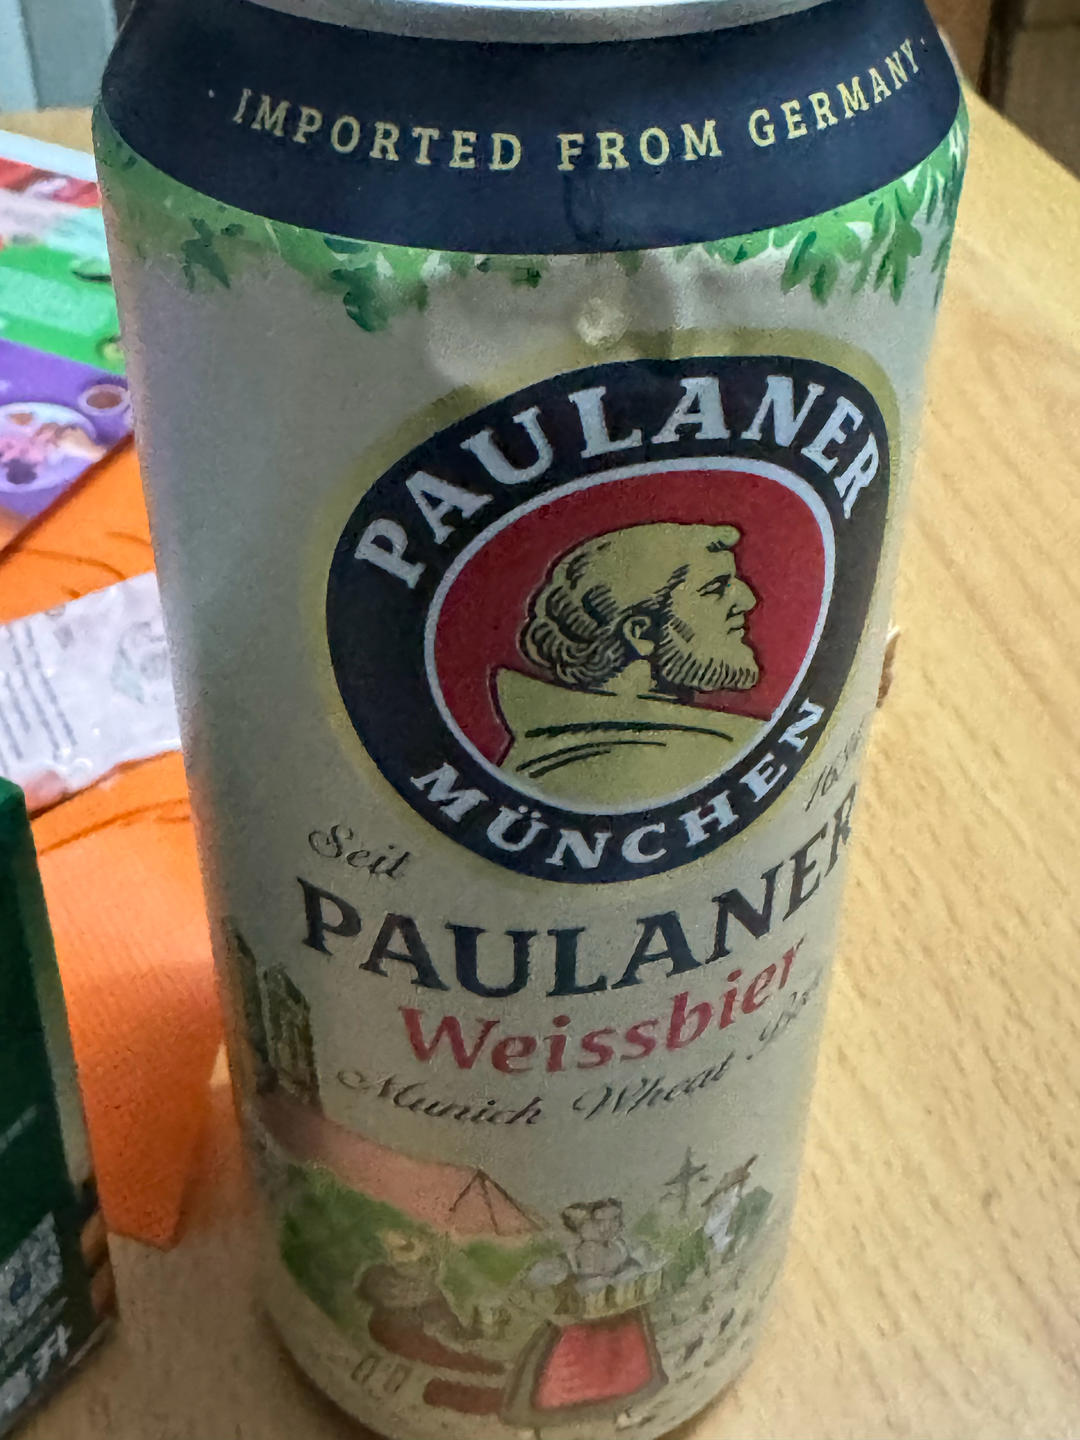 IMPORTED FROM GERMANY
PAULANER
MÜNCHEN
Seit
PAULANER
Weissbier
Munich Wheat